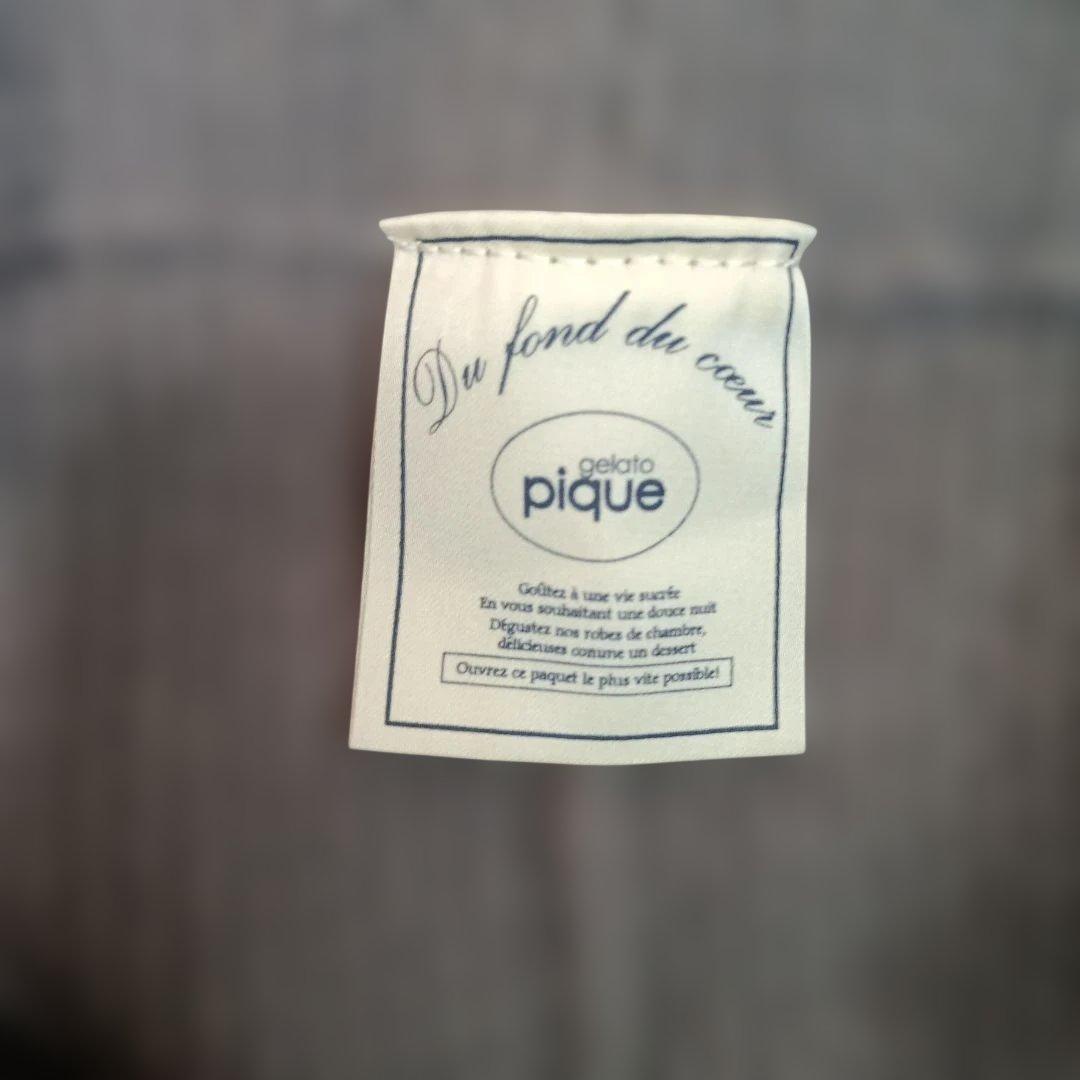 Du fond du cœur
gelato
pique
Goûtez à une vie sucrée
En vous souhaitant une douce nuit
Dégustez nos robes de chambre,
délicieuses comme un dessert
Ouvrez ce paquet le plus vite possible!